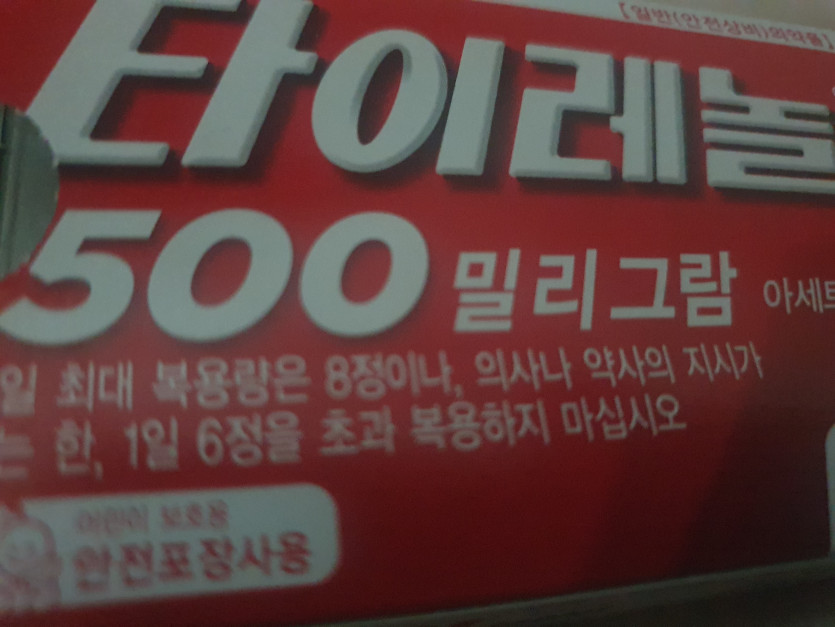 [일반(안전상비)의약품]
타이레놀
500 밀리그람 아세트
일 최대 복용량은 8정이나, 의사나 약사의 지시가
는 한, 1일 6정을 초과 복용하지 마십시오
어린이 보호용
안전포장사용